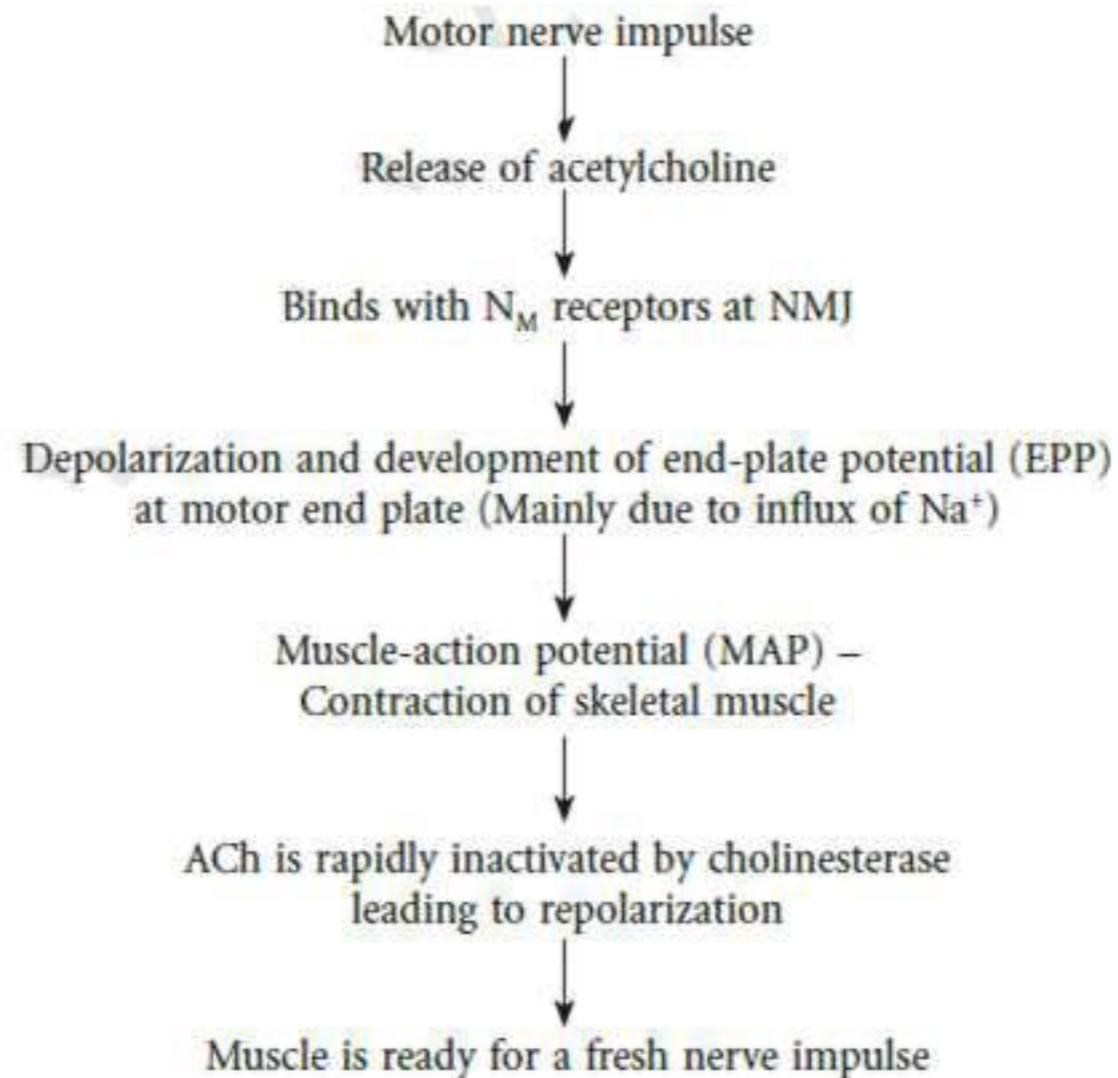 Motor nerve impulse
Release of acetylcholine
Binds with N_M receptors at NMJ
Depolarization and development of end-plate potential (EPP)
at motor end plate (Mainly due to influx of Na⁺)
Muscle-action potential (MAP) –
Contraction of skeletal muscle
ACh is rapidly inactivated by cholinesterase
leading to repolarization
Muscle is ready for a fresh nerve impulse